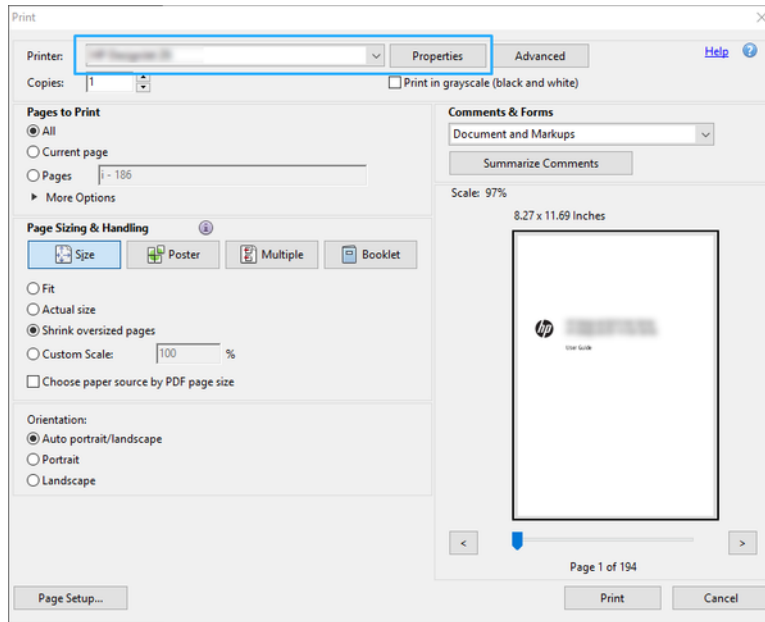 Print
Printer:
Properties
Advanced
Help
Copies: 1
Print in grayscale (black and white)
Pages to Print
All
Current page
Pages i - 186
More Options
Page Sizing & Handling
Size
Poster
Multiple
Booklet
Fit
Actual size
Shrink oversized pages
Custom Scale: 100 %
Choose paper source by PDF page size
Orientation:
Auto portrait/landscape
Portrait
Landscape
Comments & Forms
Document and Markups
Summarize Comments
Scale: 97%
8.27 x 11.69 Inches
hp
User Guide
<
>
Page 1 of 194
Page Setup...
Print
Cancel